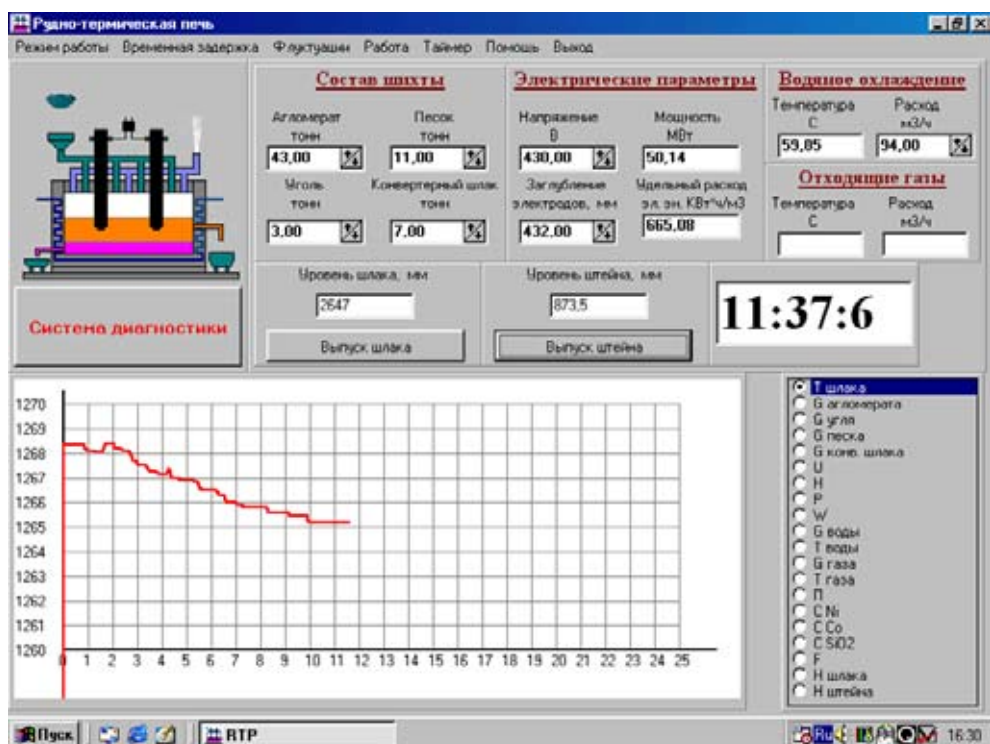 Рудно-термическая печь
Режим работы Временная задержка Флуктуации Работа Таймер Помощь Выход
Состав шихты
Агломерат тонн
Песок тонн
43,00
11,00
Уголь тонн
Конвертерный шлак тонн
3,00
7,00
Электрические параметры
Напряжение В
Мощность МВт
430,00
50,14
Заглубление электродов, мм
Удельный расход эл. эн. КВт*ч/м3
432,00
665,08
Водяное охлаждение
Температура С
Расход м3/ч
59,85
94,00
Отходящие газы
Температура С
Расход м3/ч
Система диагностики
Уровень шлака, мм
2647
Выпуск шлака
Уровень штейна, мм
873,5
Выпуск штейна
11:37:6
1270
1269
1268
1267
1266
1265
1264
1263
1262
1261
1260
0 1 2 3 4 5 6 7 8 9 10 11 12 13 14 15 16 17 18 19 20 21 22 23 24 25
Т шлака
G агломерата
G угля
G песка
G конв. шлака
U
H
P
W
G воды
Т воды
G газа
Т газа
П
C Ni
C Co
C SiO2
F
Н шлака
Н штейна
Пуск
RTP
Ru
16:30